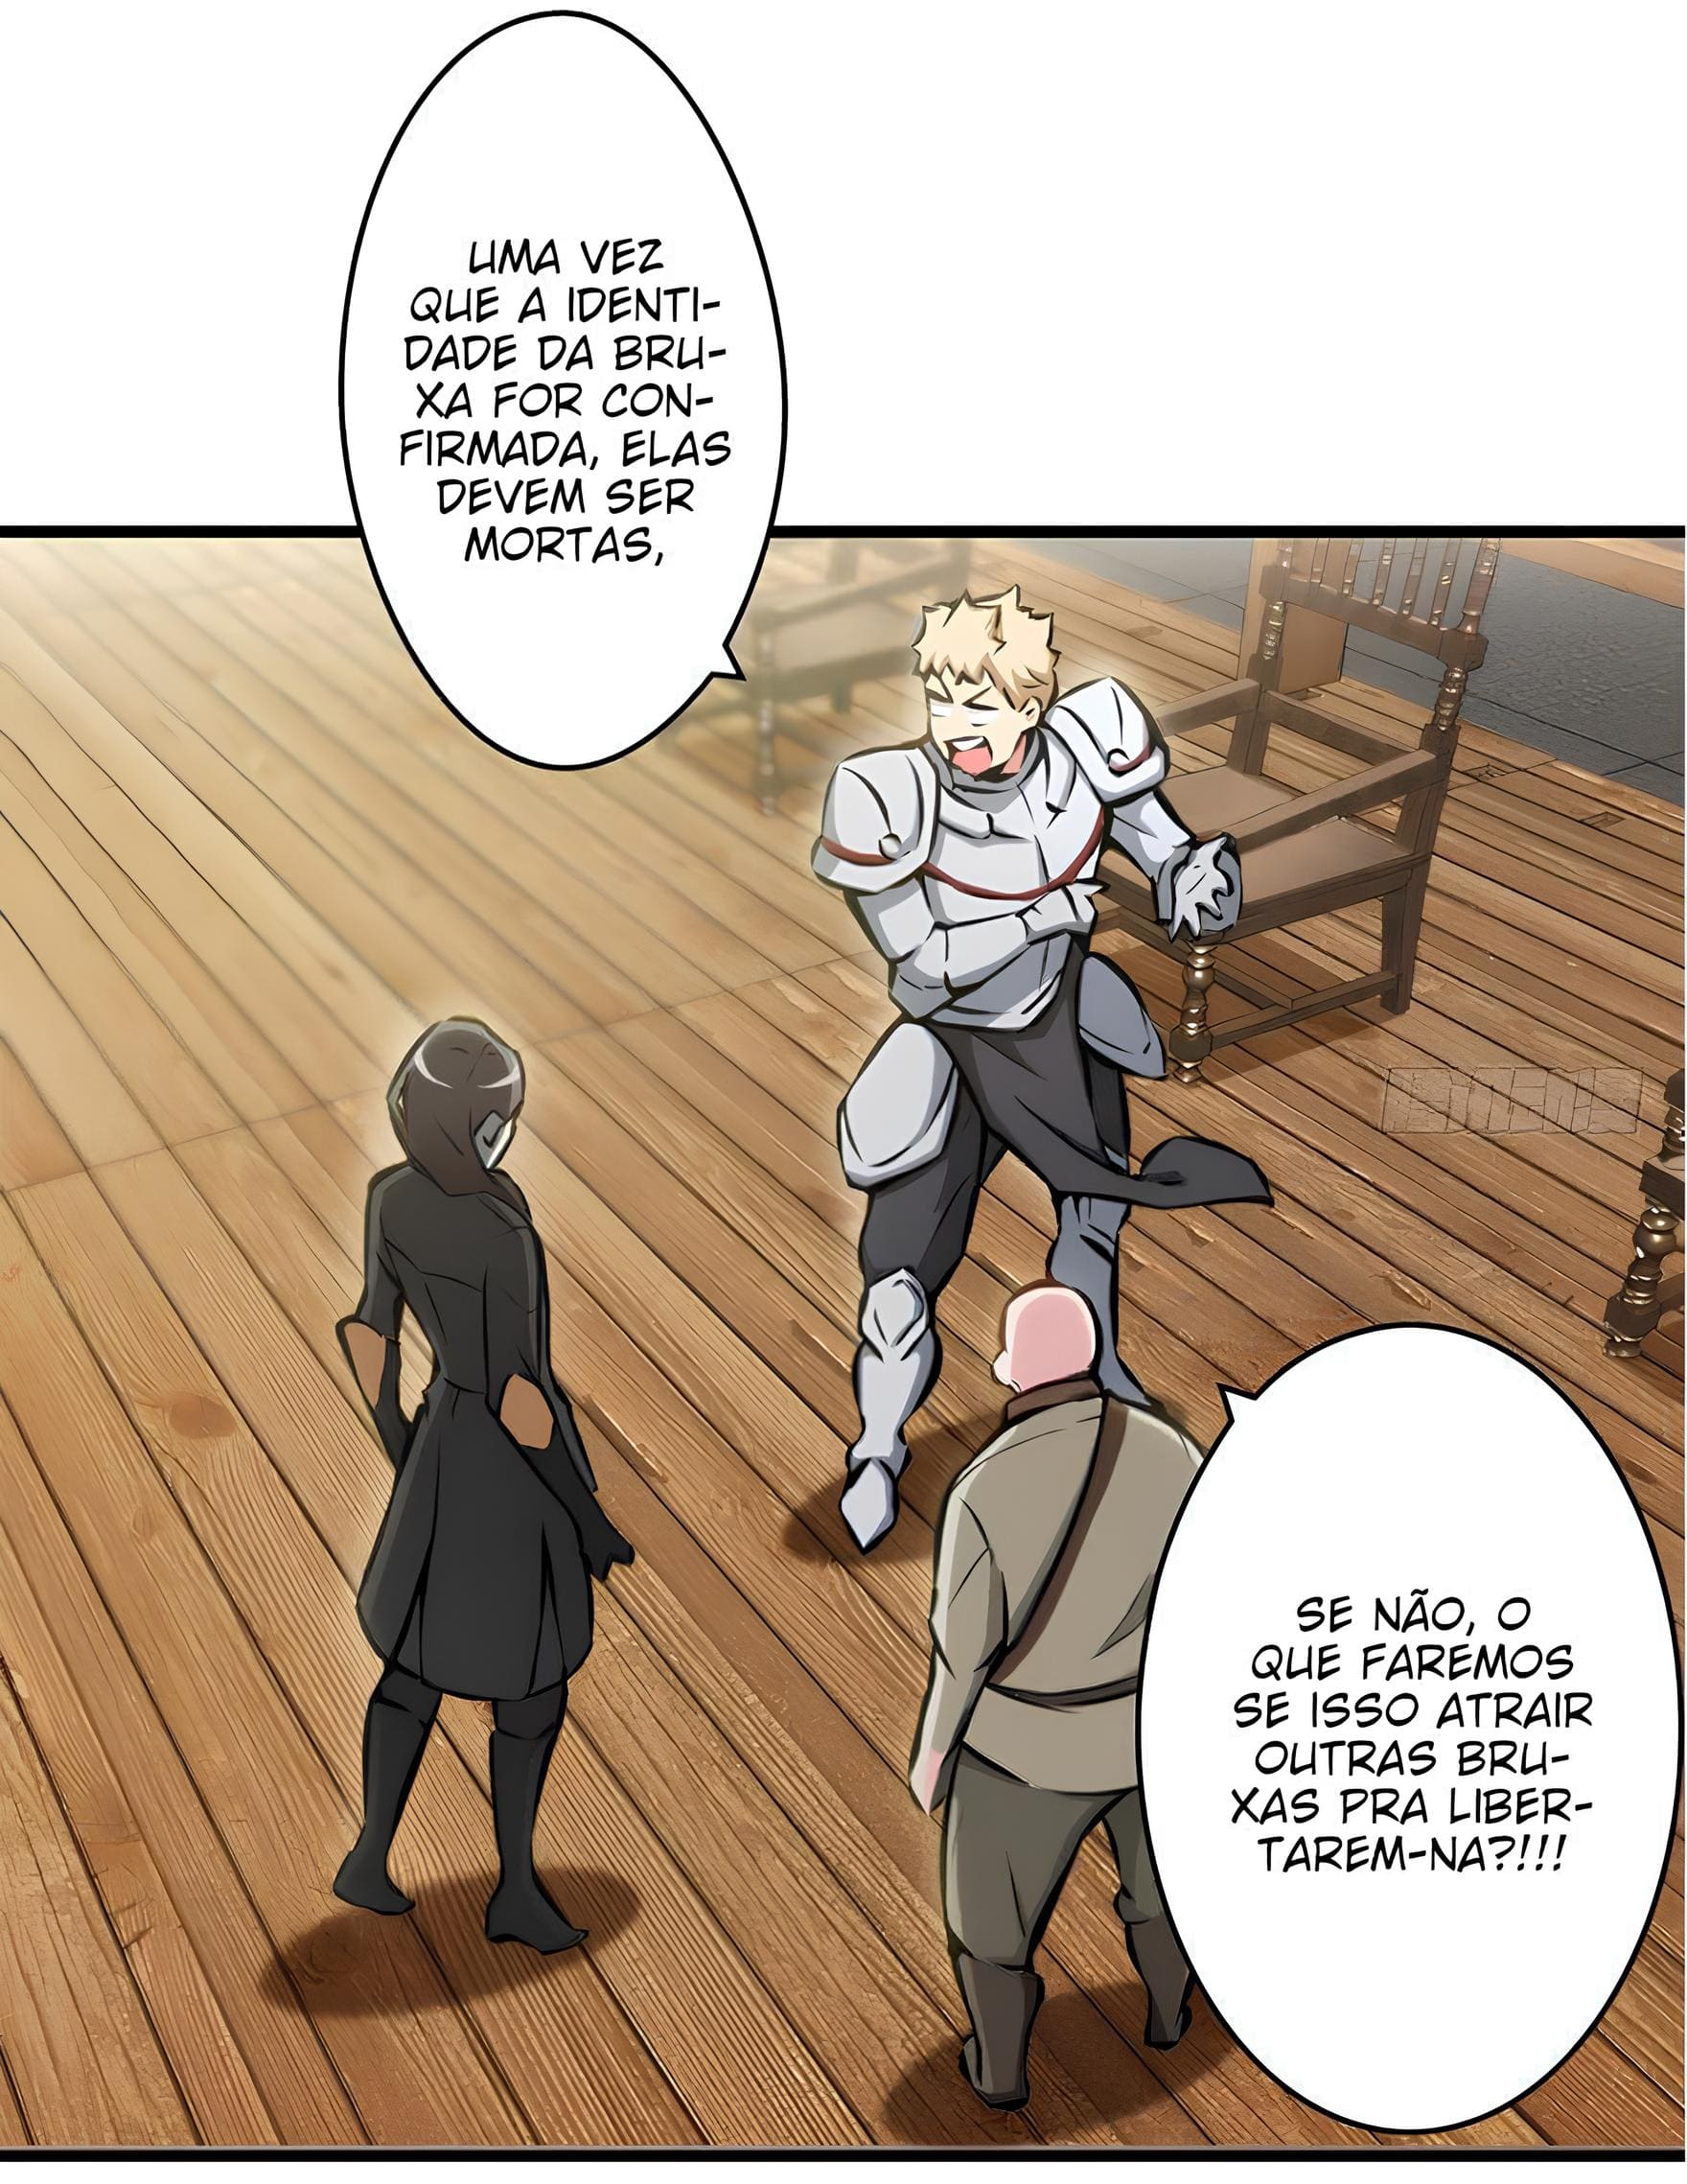 UMA VEZ
QUE A IDENTI-
DADE DA BRU-
XA FOR CON-
FIRMADA, ELAS
DEVEM SER
MORTAS,
SE NÃO, O
QUE FAREMOS
SE ISSO ATRAIR
OUTRAS BRU-
XAS PRA LIBER-
TAREM-NA?!!!